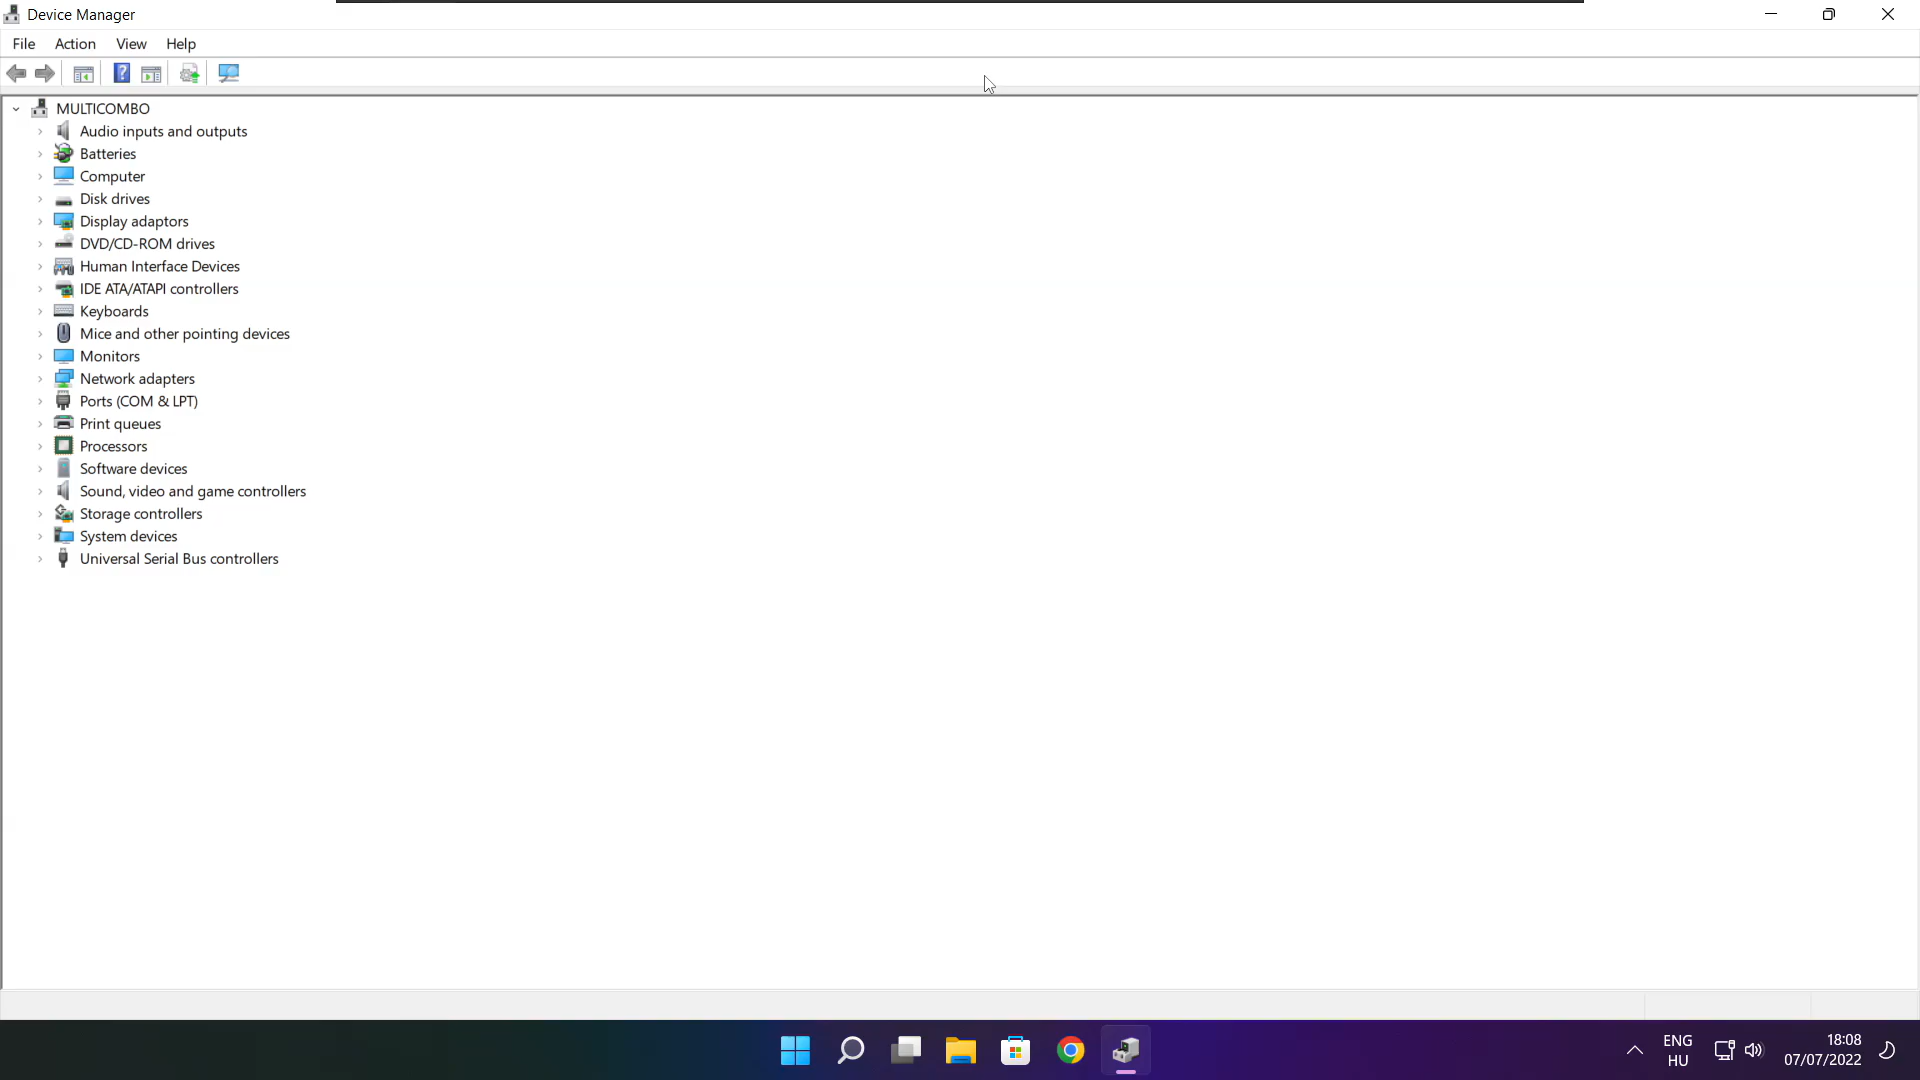 Device Manager
File Action View Help
MULTICOMBO
Audio inputs and outputs
Batteries
Computer
Disk drives
Display adaptors
DVD/CD-ROM drives
Human Interface Devices
IDE ATA/ATAPI controllers
Keyboards
Mice and other pointing devices
Monitors
Network adapters
Ports (COM & LPT)
Print queues
Processors
Software devices
Sound, video and game controllers
Storage controllers
System devices
Universal Serial Bus controllers
ENG 18:08
HU 07/07/2022